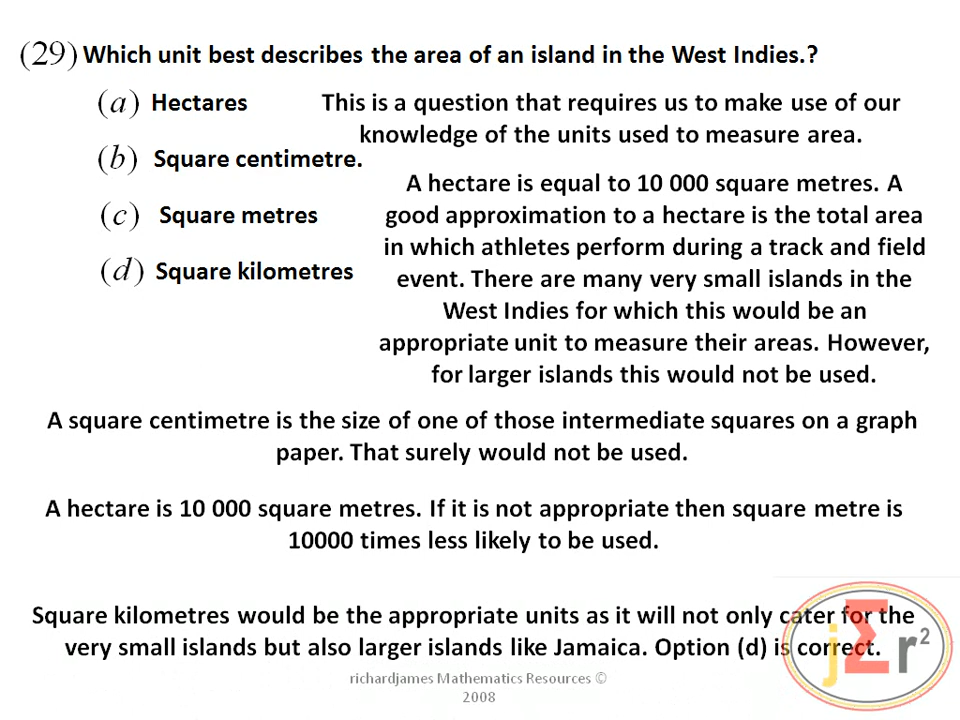 (29) Which unit best describes the area of an island in the West Indies.?
(a) Hectares
This is a question that requires us to make use of our
knowledge of the units used to measure area.
(b) Square centimetre.
(c) Square metres
(d) Square kilometres
A hectare is equal to 10 000 square metres. A
good approximation to a hectare is the total area
in which athletes perform during a track and field
event. There are many very small islands in the
West Indies for which this would be an
appropriate unit to measure their areas. However,
for larger islands this would not be used.
A square centimetre is the size of one of those intermediate squares on a graph
paper. That surely would not be used.
A hectare is 10 000 square metres. If it is not appropriate then square metre is
10000 times less likely to be used.
Square kilometres would be the appropriate units as it will not only cater for the
very small islands but also larger islands like Jamaica. Option (d) is correct.
jΣr²
richardjames Mathematics Resources ©
2008